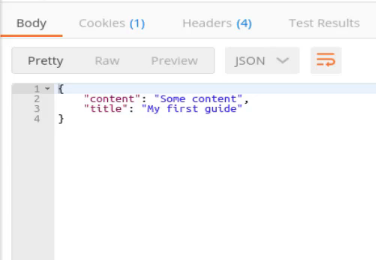 Body Cookies (1) Headers (4) Test Results
Pretty Raw Preview JSON
1 {
2 "content": "Some content",
3 "title": "My first guide"
4 }